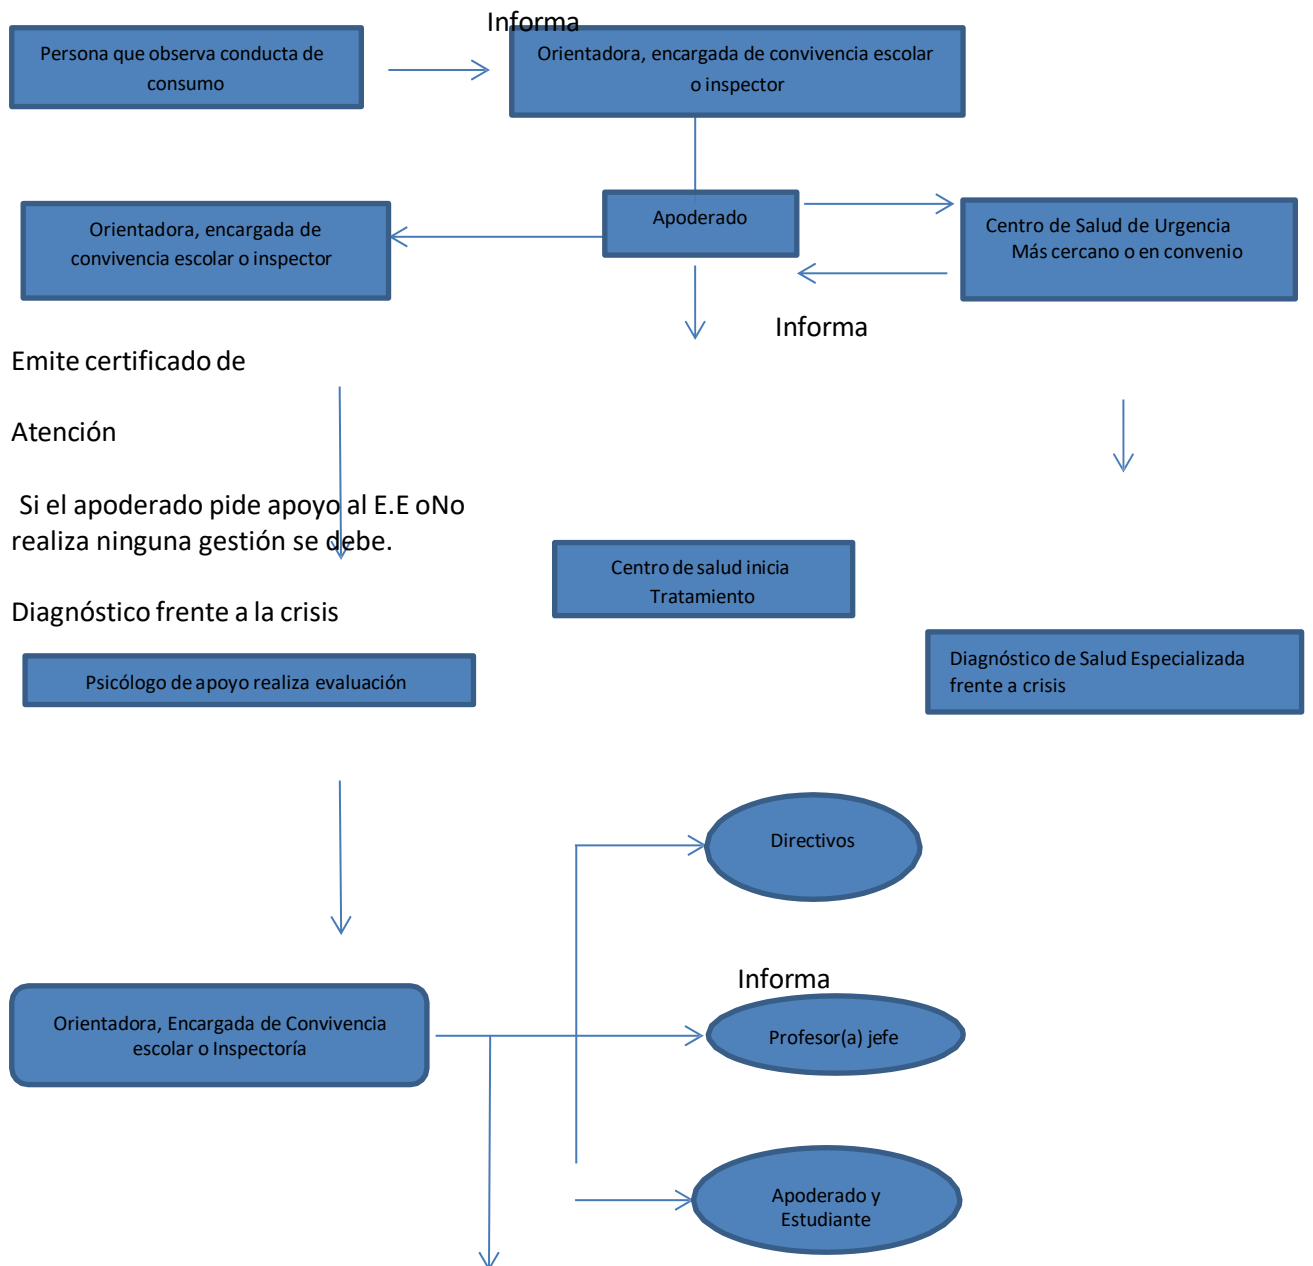 Informa
Persona que observa conducta de
consumo
Orientadora, encargada de convivencia escolar
o inspector
Orientadora, encargada de
convivencia escolar o inspector
Apoderado
Centro de Salud de Urgencia
Más cercano o en convenio
Informa
Emite certificado de
Atención
Si el apoderado pide apoyo al E.E oNo
realiza ninguna gestión se debe.
Centro de salud inicia
Tratamiento
Diagnóstico frente a la crisis
Psicólogo de apoyo realiza evaluación
Diagnóstico de Salud Especializada
frente a crisis
Directivos
Informa
Orientadora, Encargada de Convivencia
escolar o Inspectoría
Profesor(a) jefe
Apoderado y
Estudiante